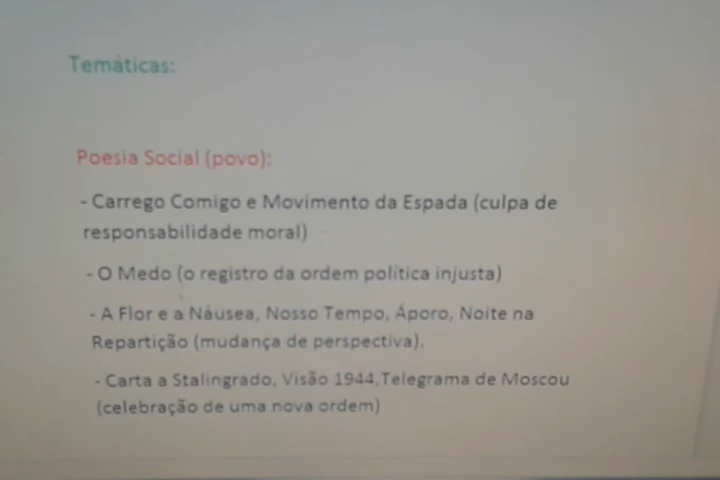 Temáticas:
Poesia Social (povo):
- Carrego Comigo e Movimento da Espada (culpa de
responsabilidade moral)
- O Medo (o registro da ordem política injusta)
- A Flor e a Náusea, Nosso Tempo, Áporo, Noite na
Repartição (mudança de perspectiva).
- Carta a Stalingrado, Visão 1944,Telegrama de Moscou
(celebração de uma nova ordem)